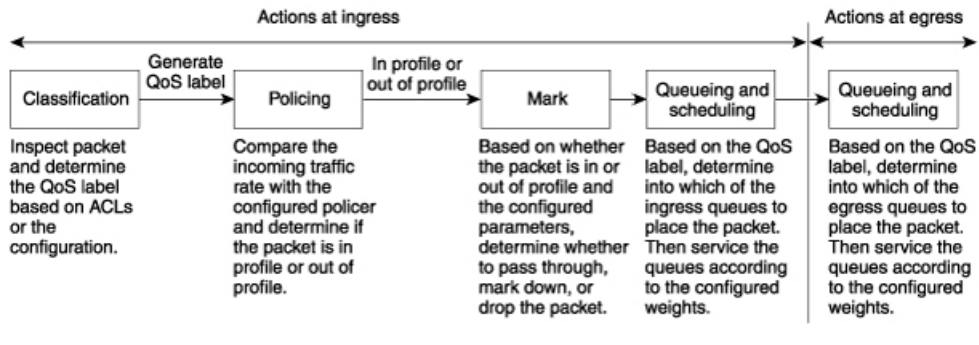 Actions at ingress
Actions at egress
Generate
QoS label
In profile or
out of profile
Classification
Policing
Mark
Queueing and
scheduling
Queueing and
scheduling
Inspect packet
and determine
the QoS label
based on ACLs
or the
configuration.
Compare the
incoming traffic
rate with the
configured policer
and determine if
the packet is in
profile or out of
profile.
Based on whether
the packet is in or
out of profile and
the configured
parameters,
determine whether
to pass through,
mark down, or
drop the packet.
Based on the QoS
label, determine
into which of the
ingress queues to
place the packet.
Then service the
queues according
to the configured
weights.
Based on the QoS
label, determine
into which of the
egress queues to
place the packet.
Then service the
queues according
to the configured
weights.